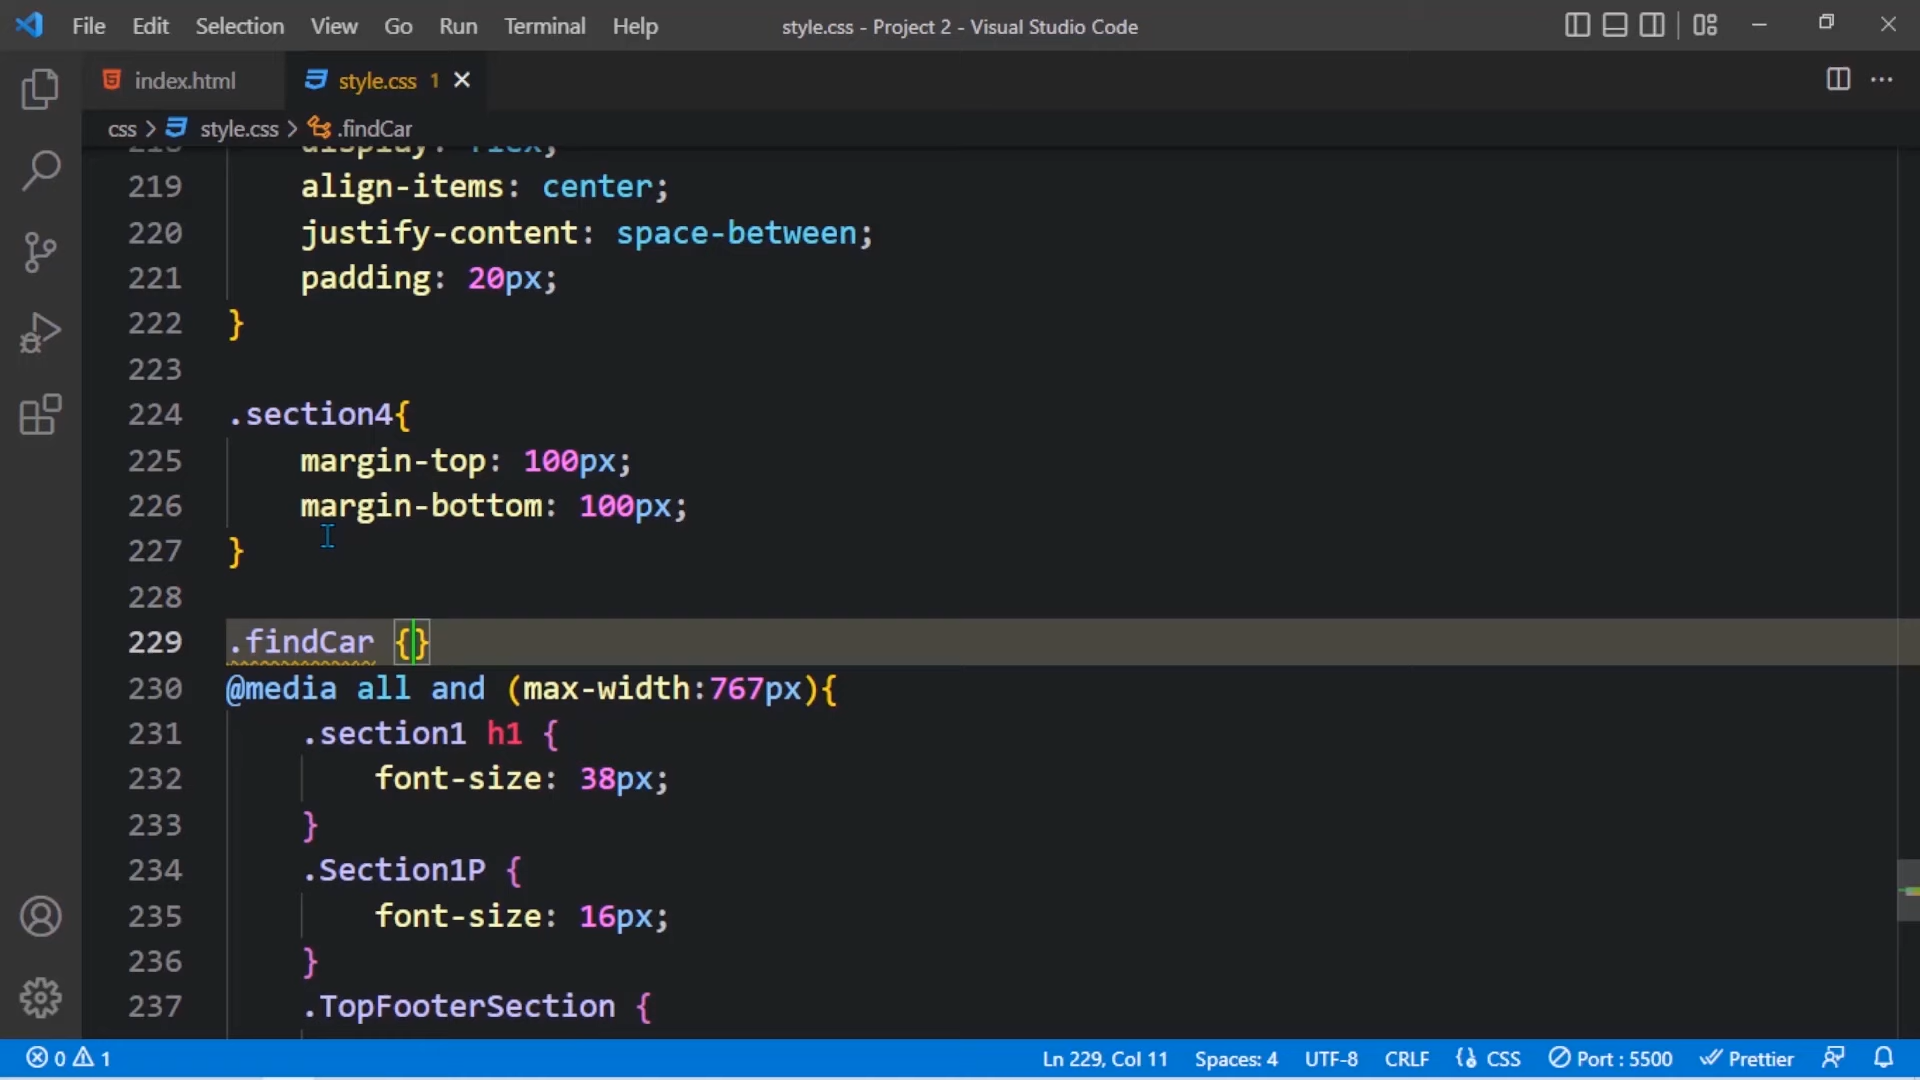 File Edit Selection View Go Run Terminal Help style.css - Project 2 - Visual Studio Code
index.html style.css 1
css > style.css > .findCar
218 display: flex;
219 align-items: center;
220 justify-content: space-between;
221 padding: 20px;
222 }
223
224 .section4{
225 margin-top: 100px;
226 margin-bottom: 100px;
227 }
228
229 .findCar {}
230 @media all and (max-width:767px){
231 .section1 h1 {
232 font-size: 38px;
233 }
234 .Section1P {
235 font-size: 16px;
236 }
237 .TopFooterSection {
0 1 Ln 229, Col 11 Spaces: 4 UTF-8 CRLF CSS Port : 5500 Prettier